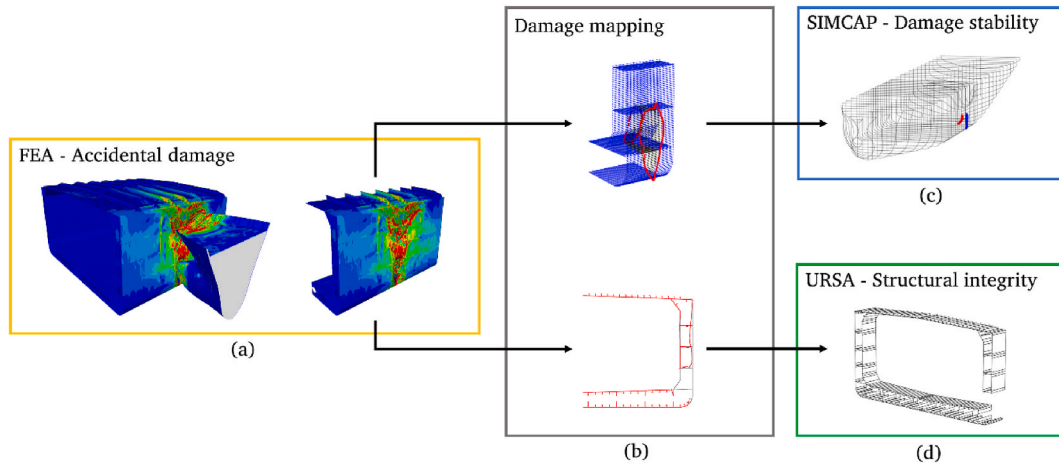 FEA - Accidental damage
(a)
Damage mapping
(b)
SIMCAP - Damage stability
(c)
URSA - Structural integrity
(d)